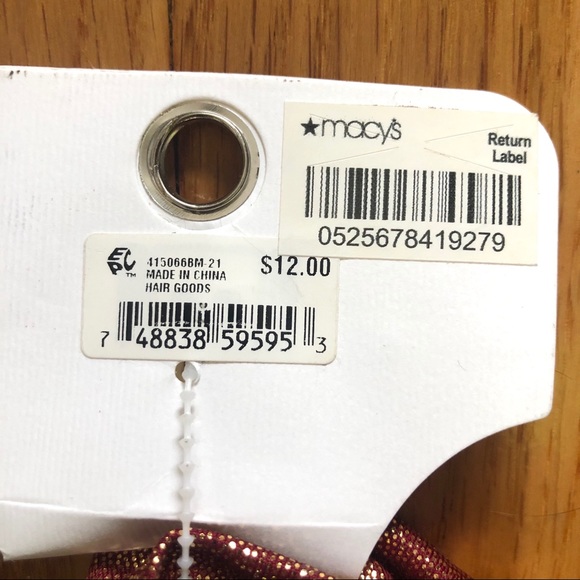 ★macy's
Return
Label
0525678419279
415066BM-21
MADE IN CHINA
HAIR GOODS
$12.00
7 48838 59595 3